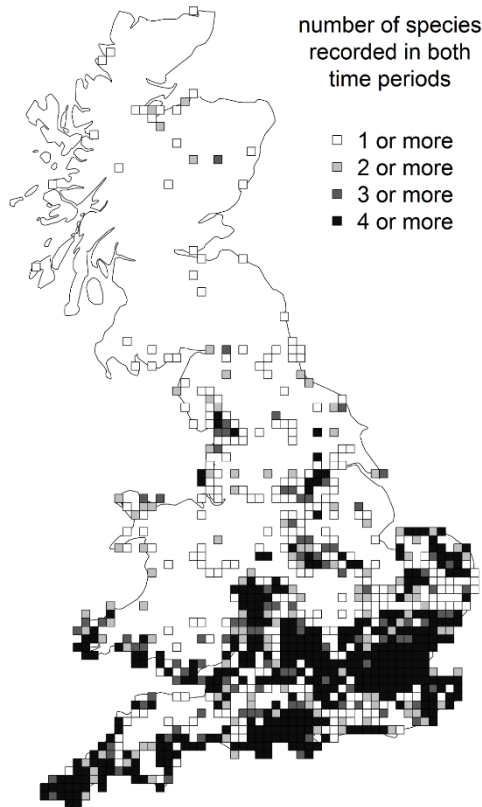 number of species
recorded in both
time periods
1 or more
2 or more
3 or more
4 or more